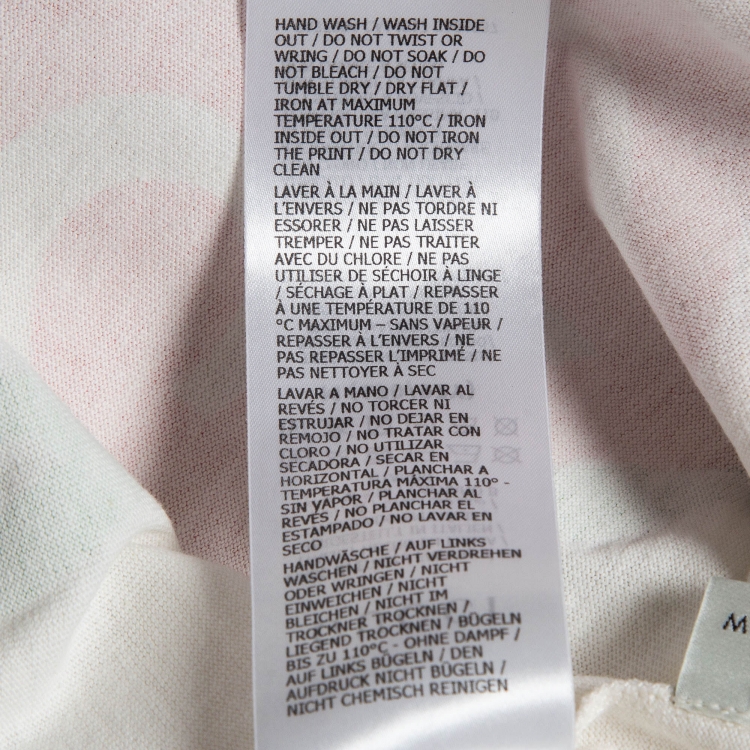 HAND WASH / WASH INSIDE
OUT / DO NOT TWIST OR
WRING / DO NOT SOAK / DO
NOT BLEACH / DO NOT
TUMBLE DRY / DRY FLAT /
IRON AT MAXIMUM
TEMPERATURE 110°C / IRON
INSIDE OUT / DO NOT IRON
THE PRINT / DO NOT DRY
CLEAN
LAVER À LA MAIN / LAVER À
L'ENVERS / NE PAS TORDRE NI
ESSORER / NE PAS LAISSER
TREMPER / NE PAS TRAITER
AVEC DU CHLORE / NE PAS
UTILISER DE SÉCHOIR À LINGE
/ SÉCHAGE À PLAT / REPASSER
À UNE TEMPÉRATURE DE 110
°C MAXIMUM – SANS VAPEUR /
REPASSER À L'ENVERS / NE
PAS REPASSER L'IMPRIMÉ / NE
PAS NETTOYER À SEC
LAVAR A MANO / LAVAR AL
REVÉS / NO TORCER NI
ESTRUJAR / NO DEJAR EN
REMOJO / NO TRATAR CON
CLORO / NO UTILIZAR
SECADORA / SECAR EN
HORIZONTAL / PLANCHAR A
TEMPERATURA MÁXIMA 110º -
SIN VAPOR / PLANCHAR AL
REVÉS / NO PLANCHAR EL
ESTAMPADO / NO LAVAR EN
SECO
HANDWÄSCHE / AUF LINKS
WASCHEN / NICHT VERDREHEN
ODER WRINGEN / NICHT
EINWEICHEN / NICHT
BLEICHEN / NICHT IM
TROCKNER TROCKNEN /
LIEGEND TROCKNEN / BÜGELN
BIS ZU 110°C - OHNE DAMPF /
AUF LINKS BÜGELN / DEN
AUFDRUCK NICHT BÜGELN /
NICHT CHEMISCH REINIGEN
M